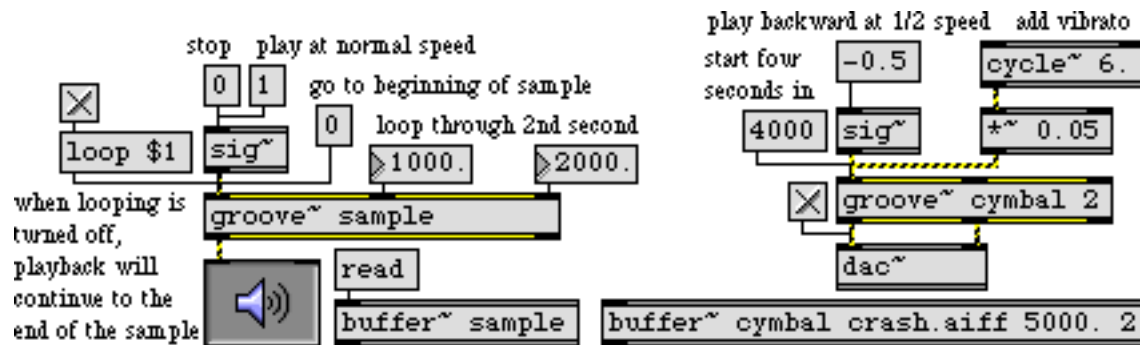 stop play at normal speed
0 1
go to beginning of sample
0
loop through 2nd second
loop $1
sig~
1000.
2000.
when looping is
turned off,
playback will
continue to the
end of the sample
groove~ sample
read
buffer~ sample
play backward at 1/2 speed add vibrato
start four
seconds in
-0.5
cycle~ 6.
4000
sig~
*~ 0.05
groove~ cymbal 2
dac~
buffer~ cymbal crash.aiff 5000. 2